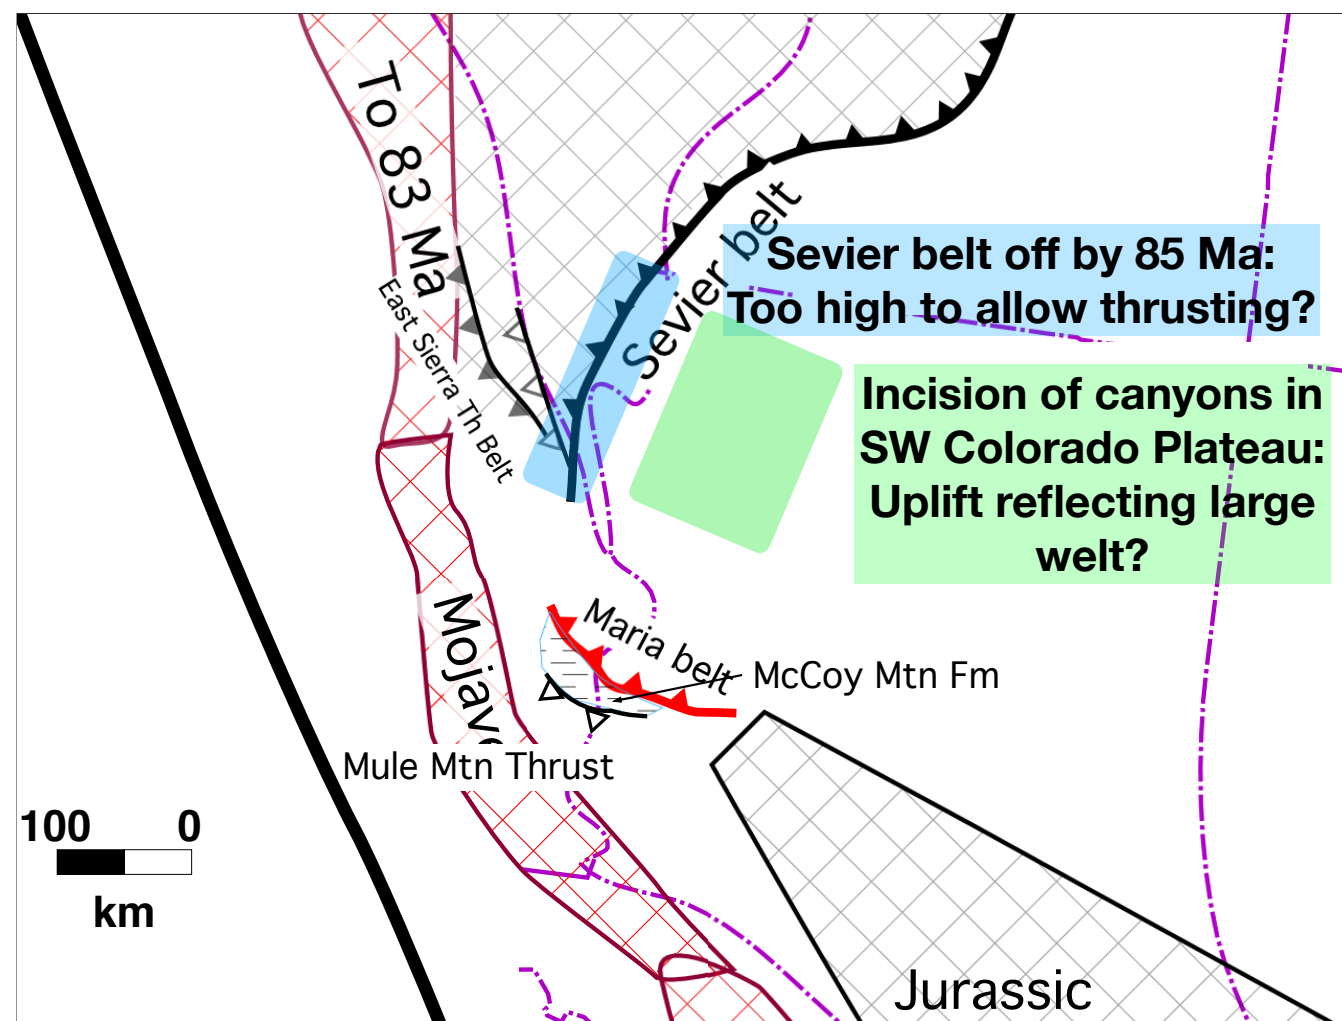 To 83 Ma
East Sierra Th Belt
Sevier belt
Sevier belt off by 85 Ma:
Too high to allow thrusting?
Incision of canyons in
SW Colorado Plateau:
Uplift reflecting large
welt?
Maria belt
McCoy Mtn Fm
Mojave
Mule Mtn Thrust
100 0
km
Jurassic